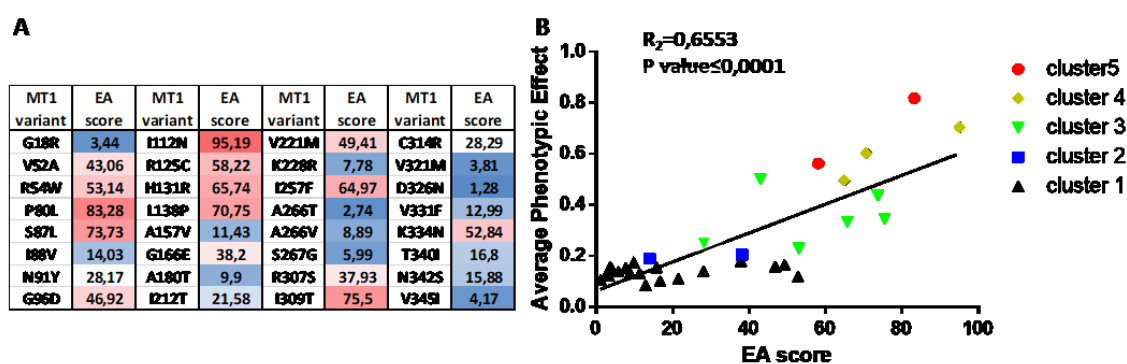 A
MT1 variant EA score MT1 variant EA score MT1 variant EA score MT1 variant EA score
G18R 3,44 I112N 95,19 V221M 49,41 C314R 28,29
V52A 43,06 R125C 58,22 K228R 7,78 V321M 3,81
R54W 53,14 H131R 65,74 I257F 64,97 D326N 1,28
P80L 83,28 L138P 70,75 A266T 2,74 V331F 12,99
S87L 73,73 A157V 11,43 A266V 8,89 K334N 52,84
I88V 14,03 G166E 38,2 S267G 5,99 T340I 16,8
N91Y 28,17 A180T 9,9 R307S 37,93 N342S 15,88
G96D 46,92 I212T 21,58 I309T 75,5 V345I 4,17
B
R2=0,6553
P value≤0,0001
Average Phenotypic Effect
1.0
0.8
0.6
0.4
0.2
0.0
0 20 40 60 80 100
EA score
cluster5
cluster 4
cluster 3
cluster 2
cluster 1